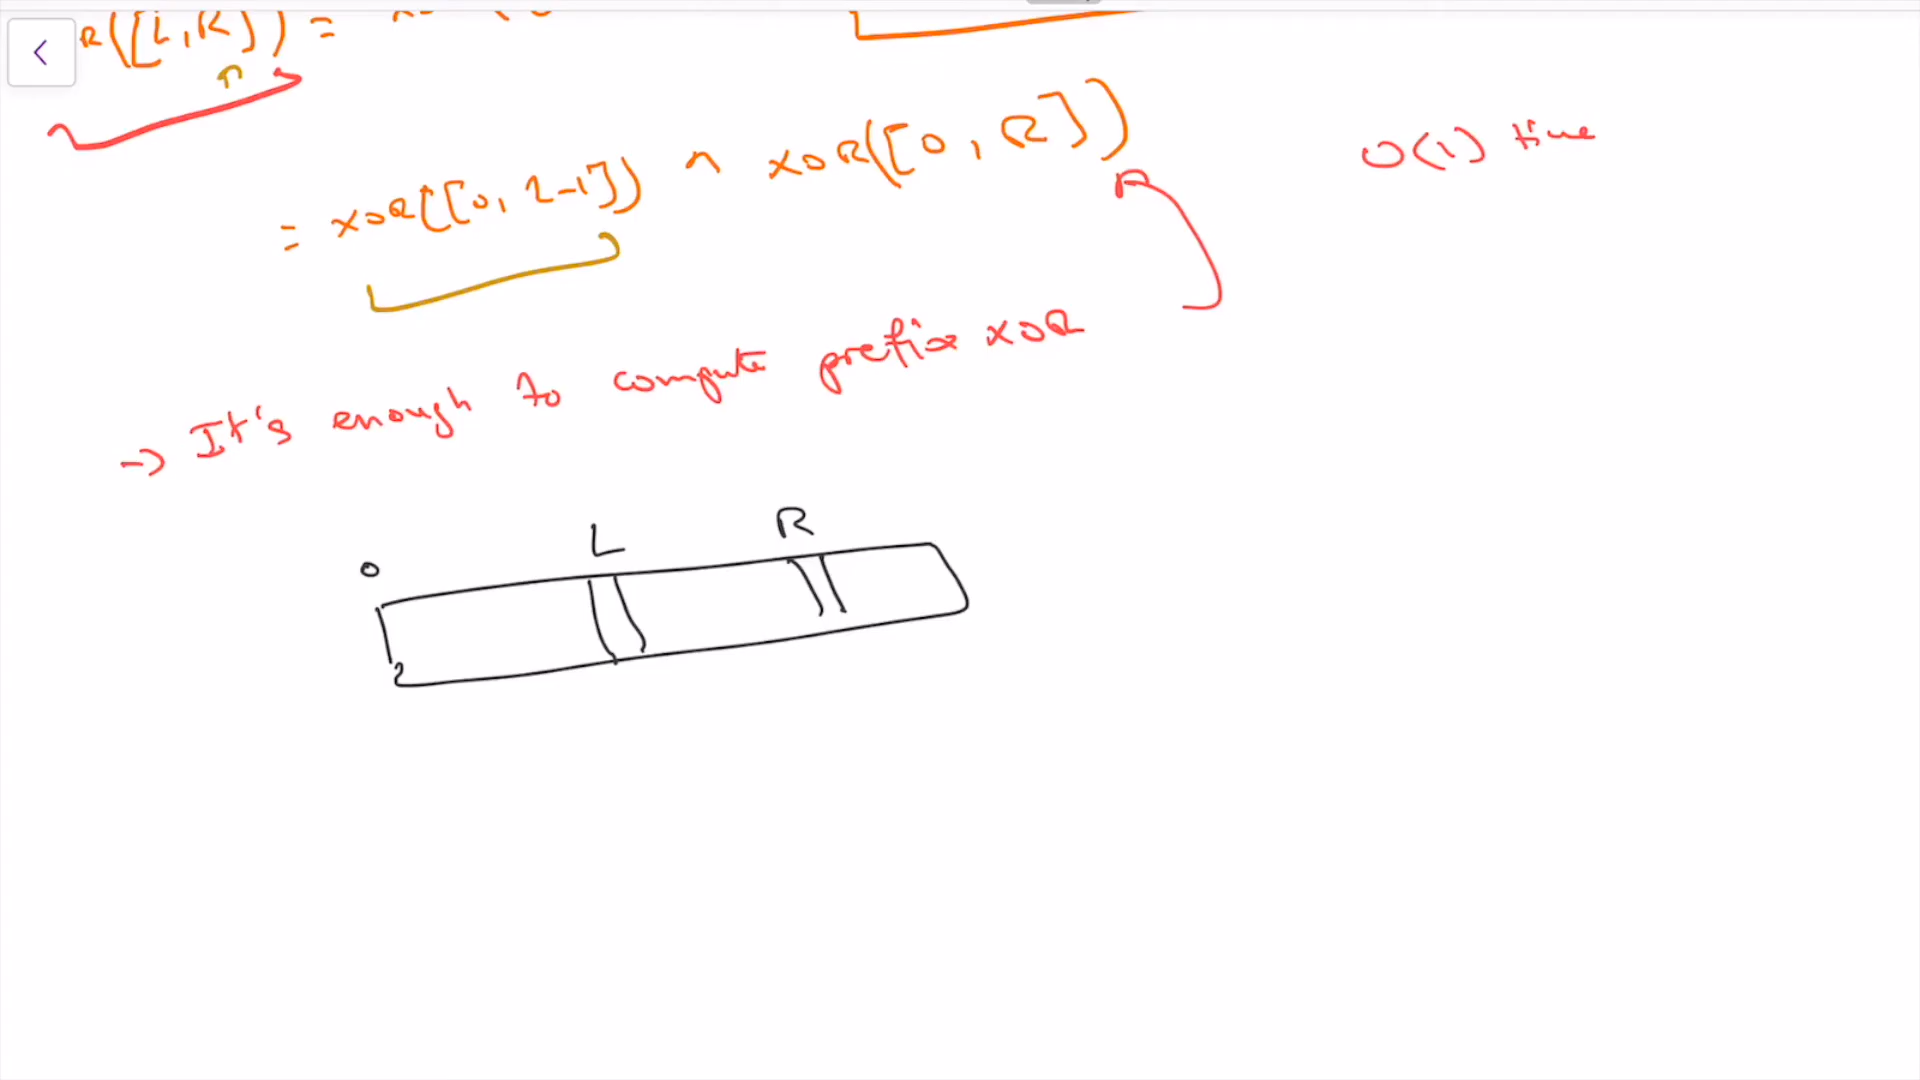 R([L,R]) =
= XOR([0, L-1]) ^ XOR([0, R])
O(1) time
-> It's enough to compute prefix XOR
0 L R